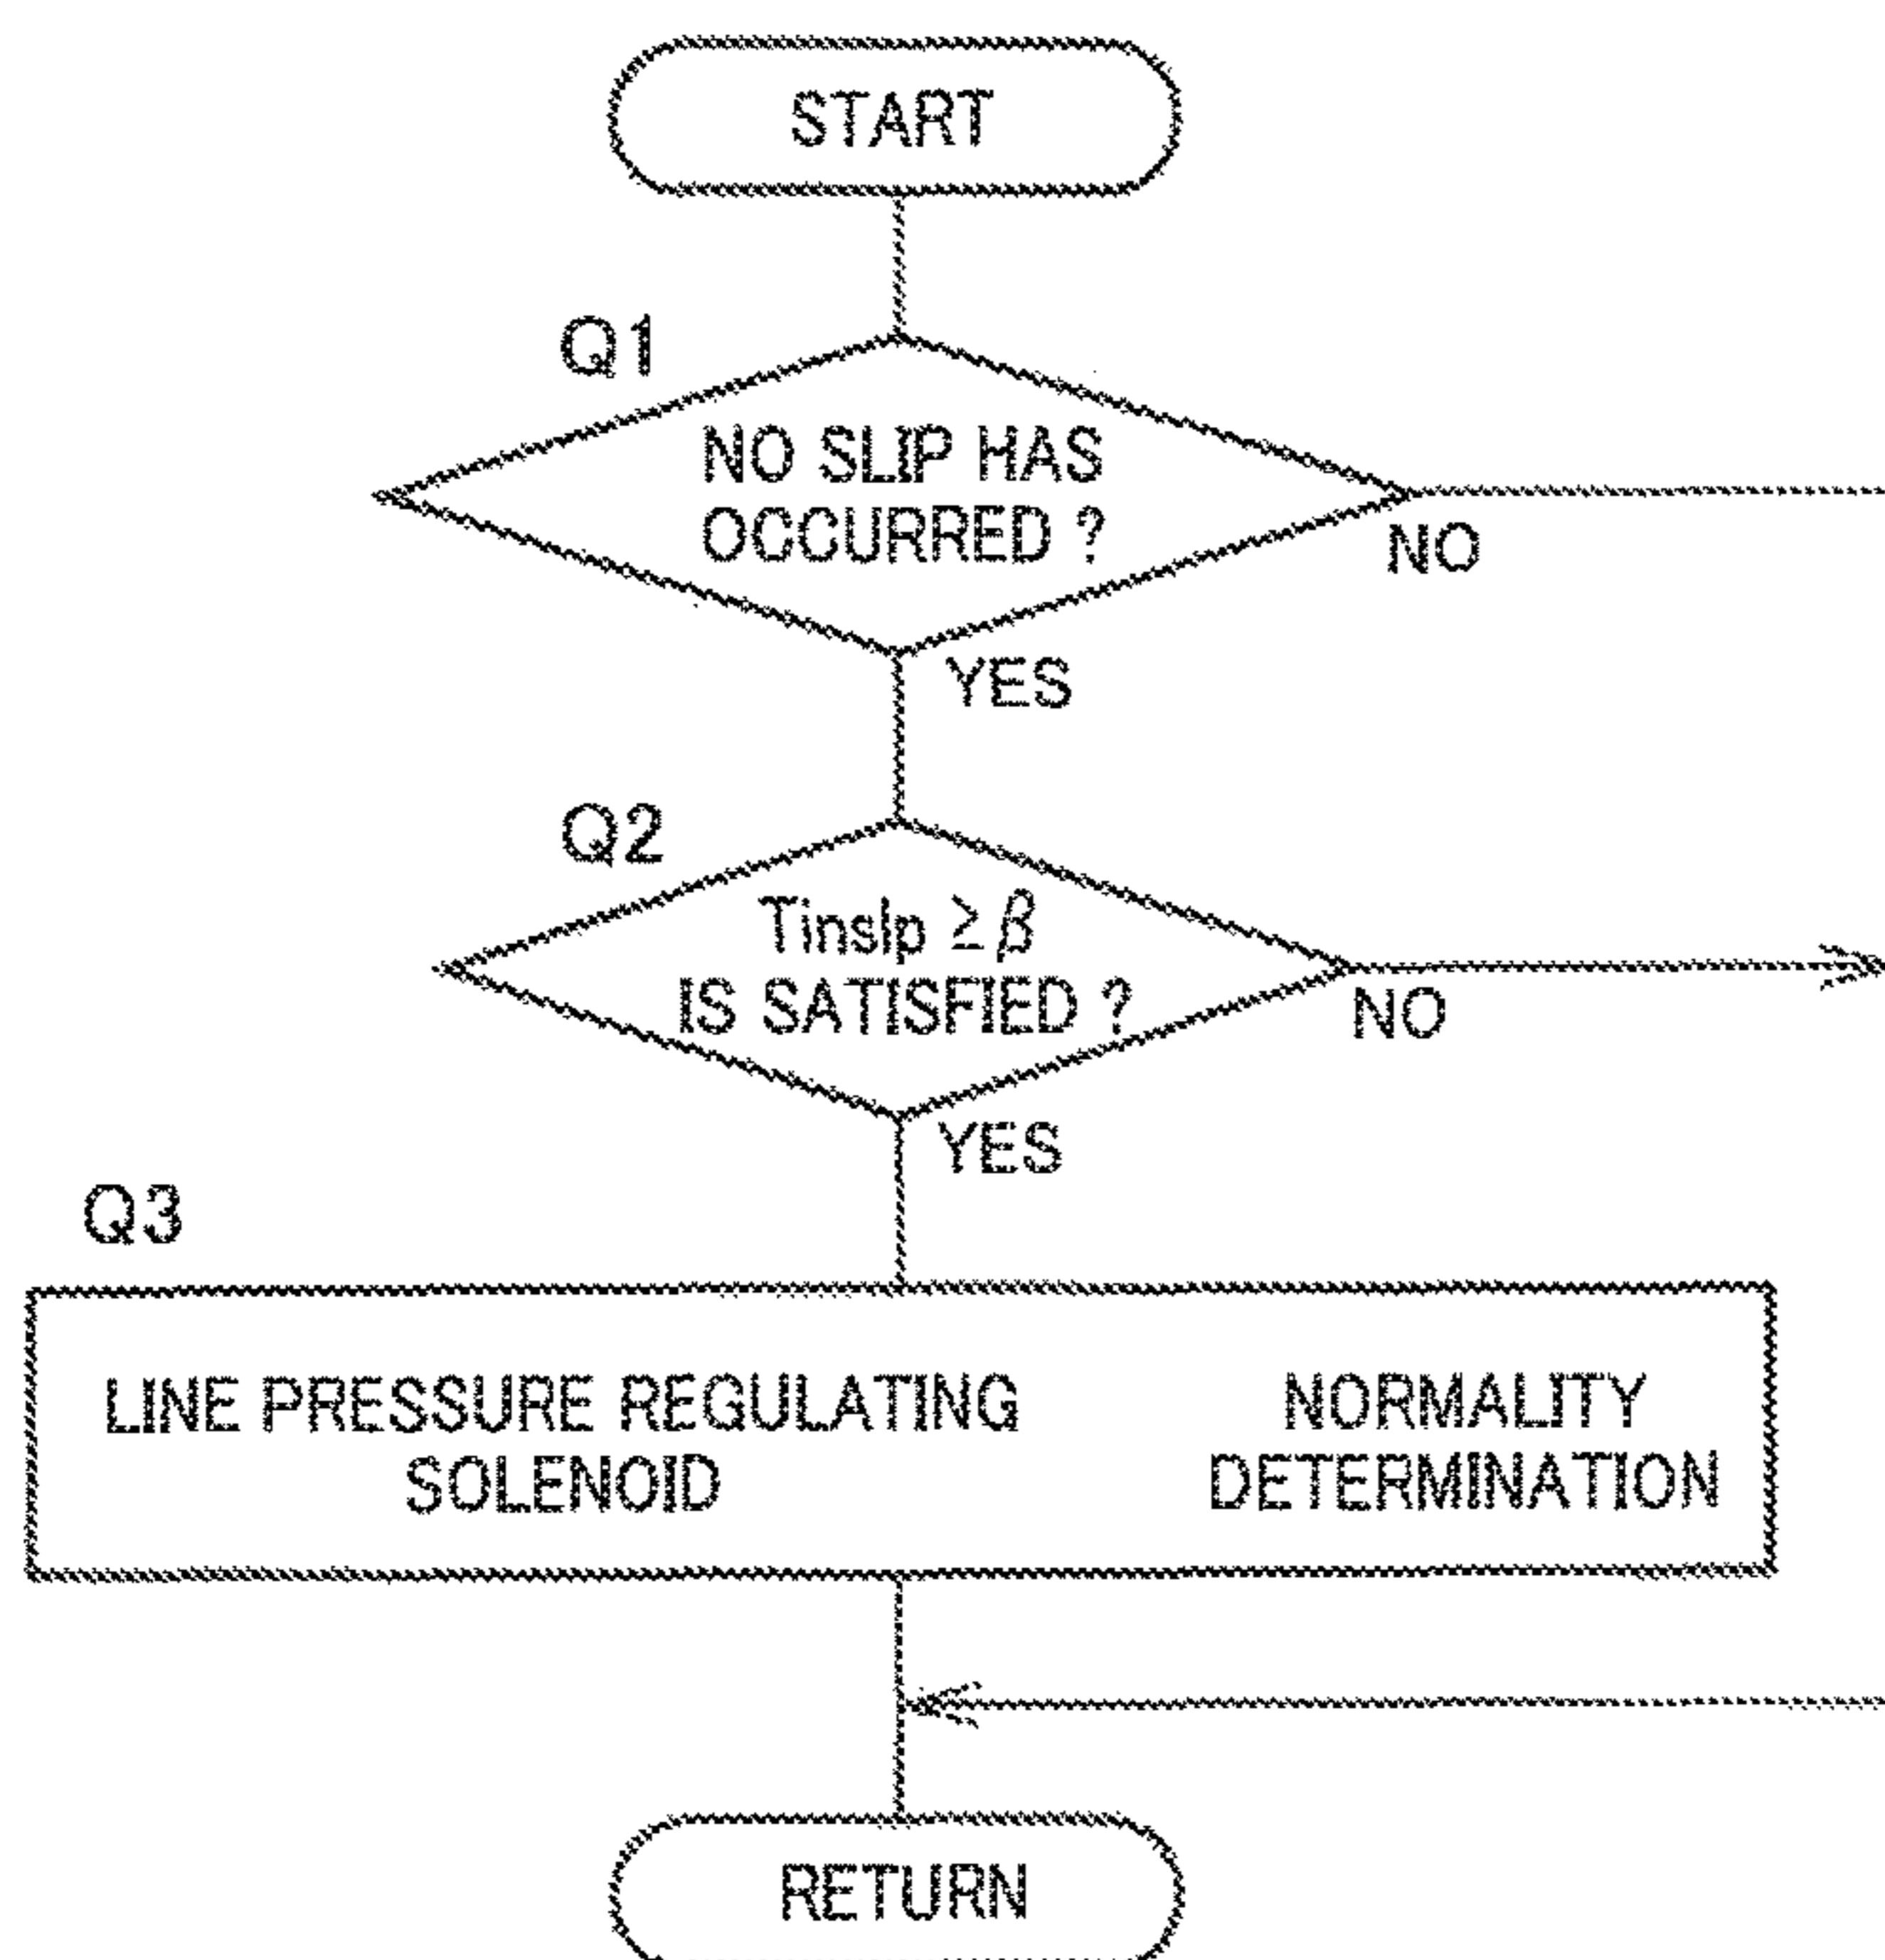 START
Q1
NO SLIP HAS
OCCURRED ?
NO
YES
Q2
Tinslp ≥ β
IS SATISFIED ?
NO
YES
Q3
LINE PRESSURE REGULATING
SOLENOID
NORMALITY
DETERMINATION
RETURN